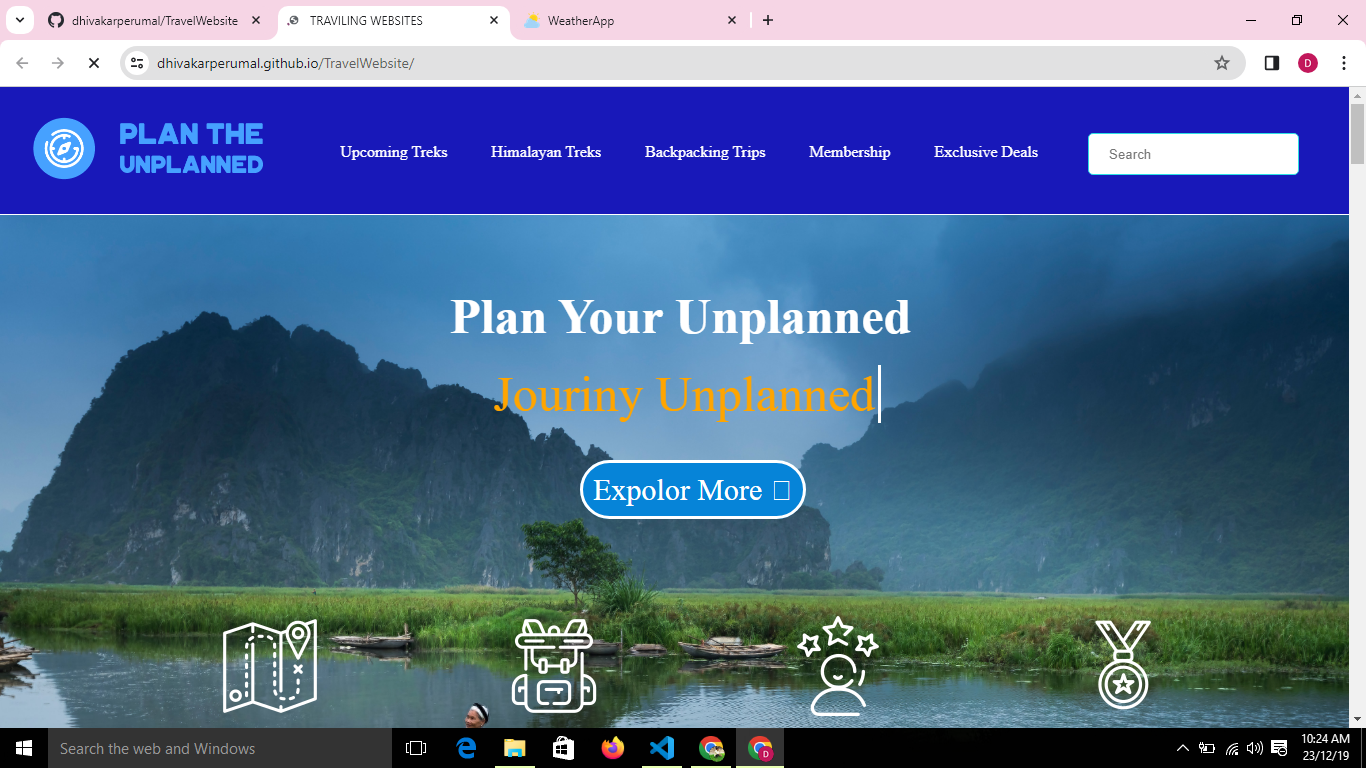 dhivakarperumal/TravelWebsite
TRAVILING WEBSITES
WeatherApp
dhivakarperumal.github.io/TravelWebsite/
D
PLAN THE
UNPLANNED
Upcoming Treks
Himalayan Treks
Backpacking Trips
Membership
Exclusive Deals
Search
Plan Your Unplanned
Jouriny Unplanned
Expolor More
Search the web and Windows
D
10:24 AM
23/12/19